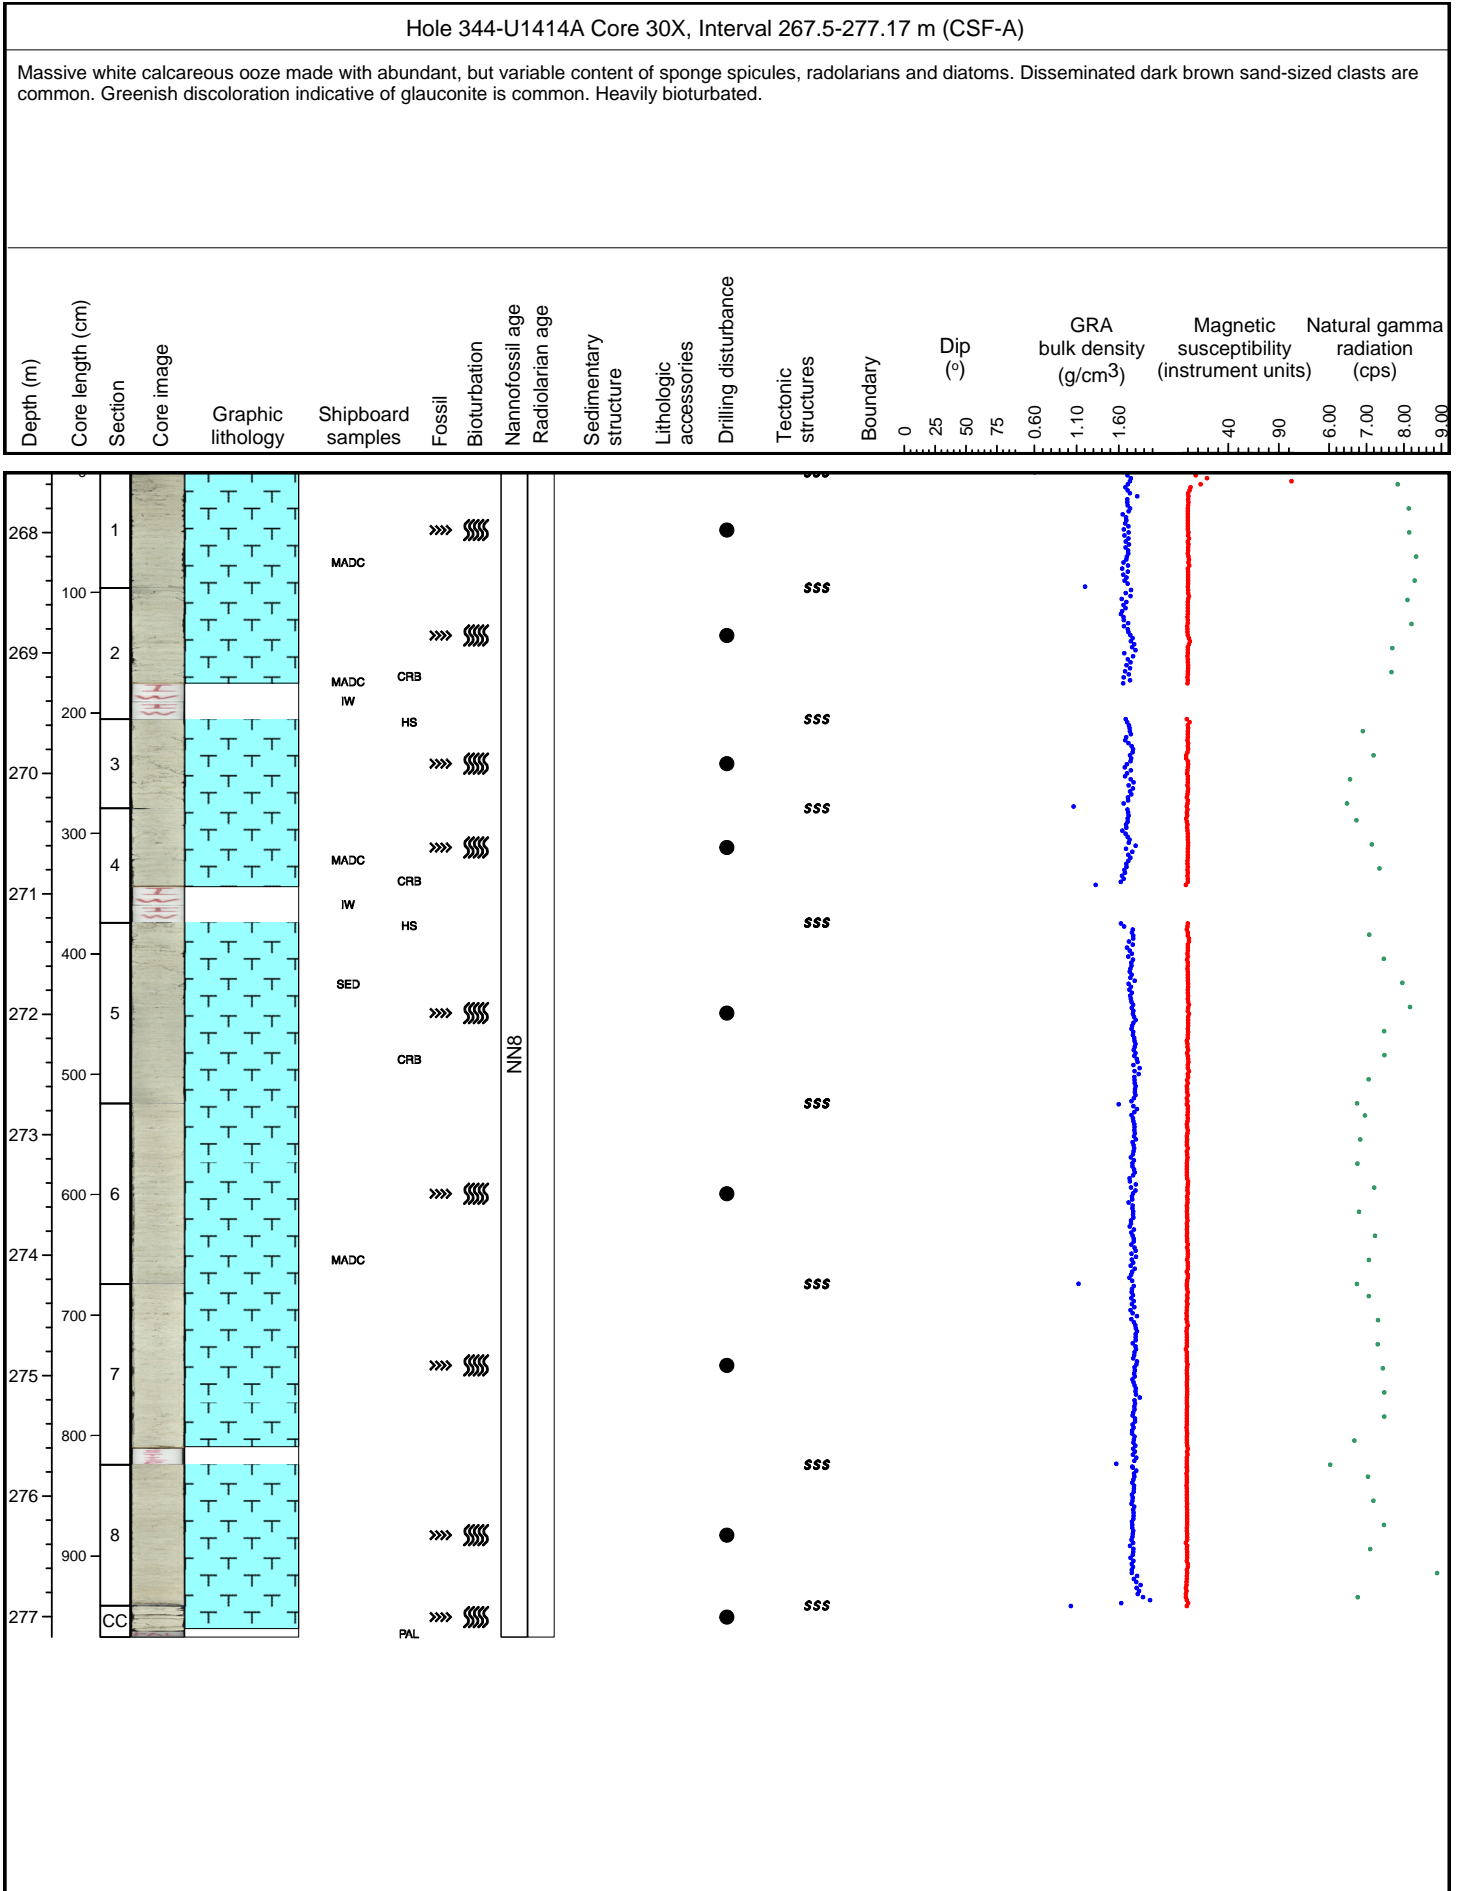 Hole 344-U1414A Core 30X, Interval 267.5-277.17 m (CSF-A)
Massive white calcareous ooze made with abundant, but variable content of sponge spicules, radolarians and diatoms. Disseminated dark brown sand-sized clasts are
common. Greenish discoloration indicative of glauconite is common. Heavily bioturbated.
Depth (m)
Core length (cm)
Section
Core image
Graphic
lithology
Shipboard
samples
Fossil
Bioturbation
Nannofossil age
Radiolarian age
Sedimentary
structure
Lithologic
accessories
Drilling disturbance
Tectonic
structures
Boundary
Dip
(o)
0 25 50 75
GRA
bulk density
(g/cm3)
0.60 1.10 1.60
Magnetic
susceptibility
(instrument units)
40 90
Natural gamma
radiation
(cps)
6.00 7.00 8.00 9.00
sss
1
268
MADC
100
sss
2
269
CRB
MADC
IW
200
sss
HS
3
270
sss
300
MADC
4
CRB
271
IW
sss
HS
400
SED
5
272
NN8
CRB
500
sss
273
6
600
274
MADC
sss
700
7
275
800
sss
276
8
900
sss
277
CC
PAL